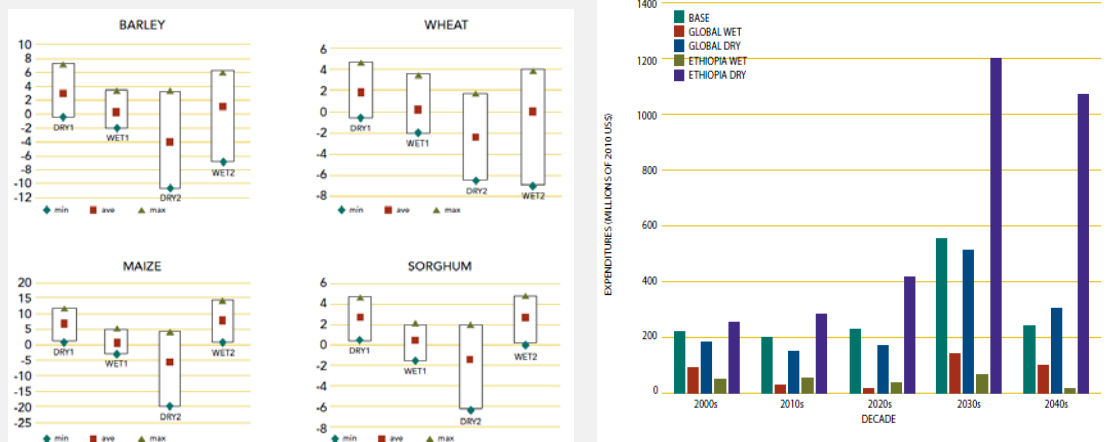 BARLEY
10
8
6
4
2
0
-2
-4
-6
-8
-10
-12
DRY1
WET1
DRY2
WET2
min ave max
WHEAT
6
4
2
0
-2
-4
-6
-8
DRY1
WET1
DRY2
WET2
min ave max
MAIZE
20
15
10
5
0
-5
-10
-15
-20
-25
DRY1
WET1
DRY2
WET2
min ave max
SORGHUM
6
4
2
0
-2
-4
-6
-8
DRY1
WET1
DRY2
WET2
min ave max
EXPENDITURES (MILLIONS OF 2010 US$)
1400
1200
1000
800
600
400
200
0
BASE
GLOBAL WET
GLOBAL DRY
ETHIOPIA WET
ETHIOPIA DRY
2000s 2010s 2020s 2030s 2040s
DECADE